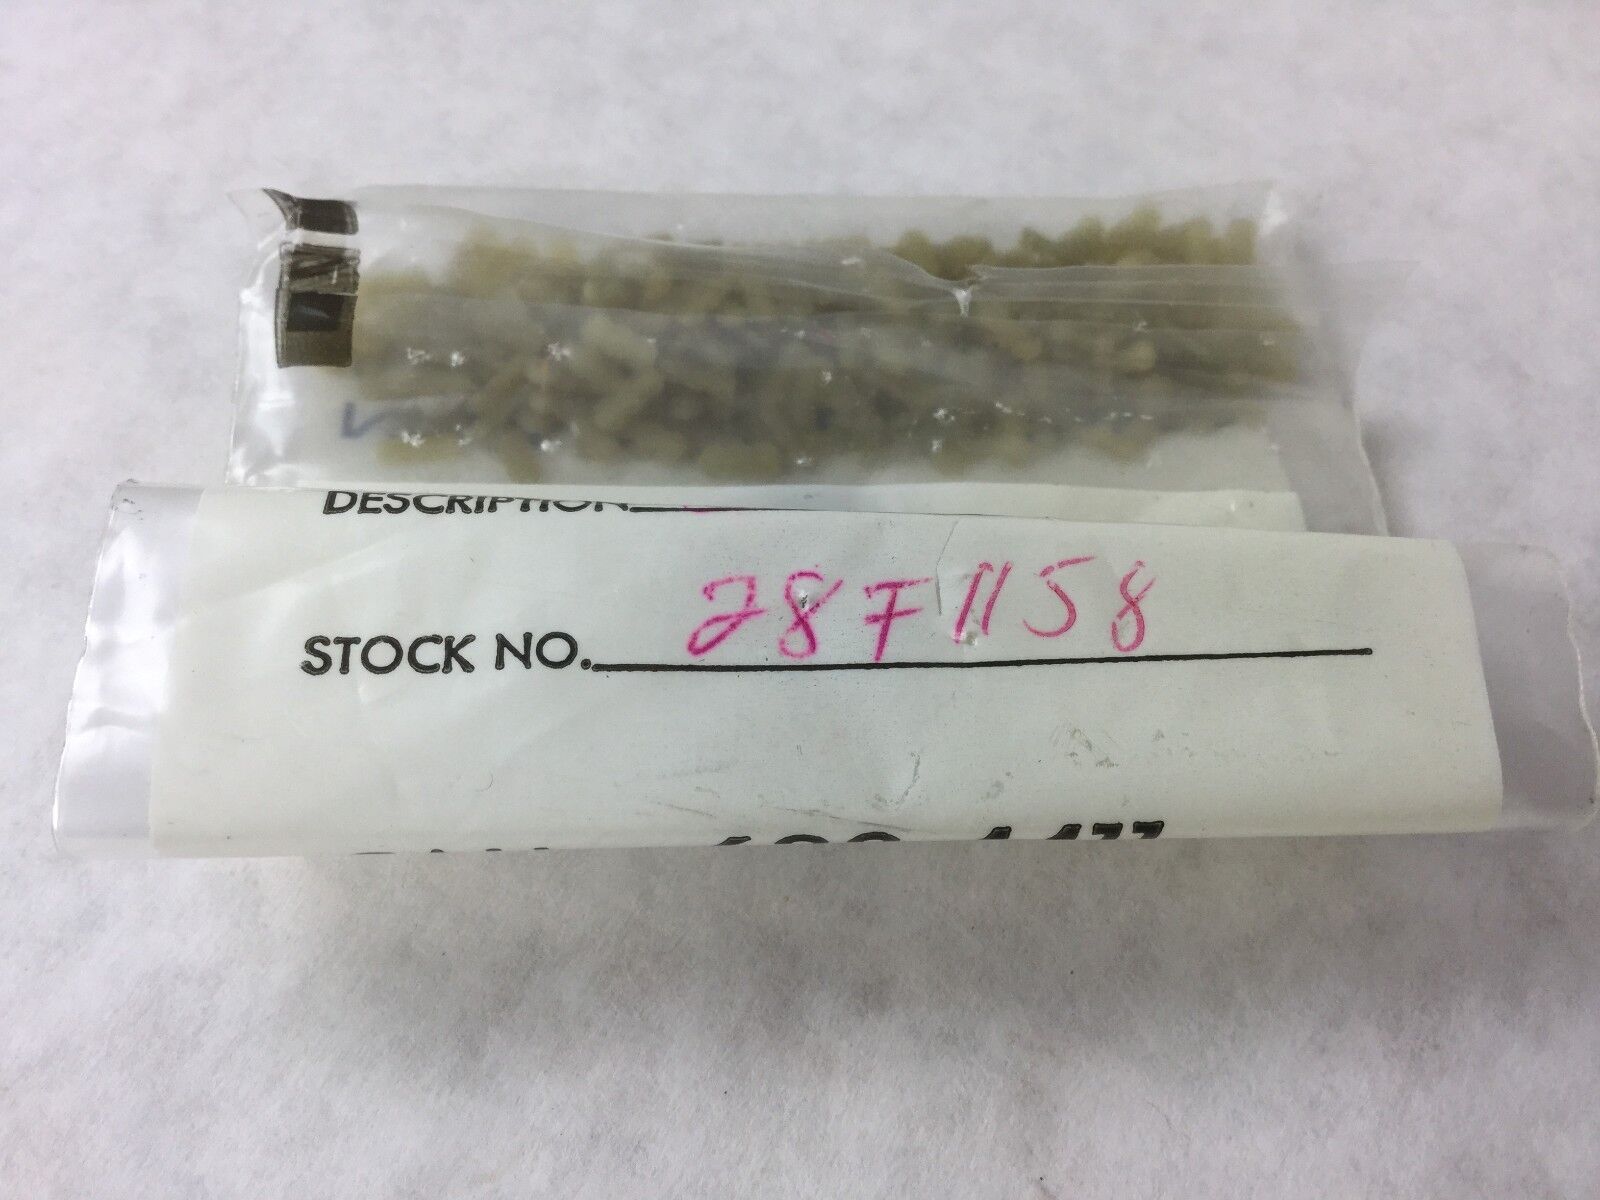 DESCRIPTION
STOCK NO. 28F1158